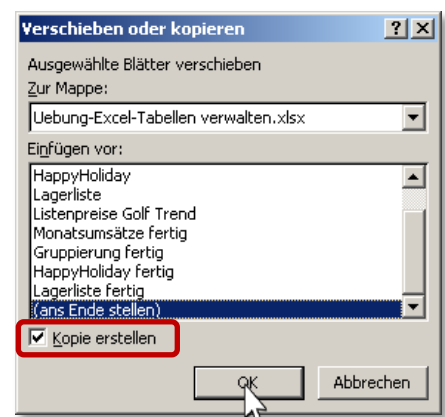 Verschieben oder kopieren
Ausgewählte Blätter verschieben
Zur Mappe:
Uebung-Excel-Tabellen verwalten.xlsx
Einfügen vor:
HappyHoliday
Lagerliste
Listenpreise Golf Trend
Monatsumsätze fertig
Gruppierung fertig
HappyHoliday fertig
Lagerliste fertig
(ans Ende stellen)
Kopie erstellen
OK Abbrechen